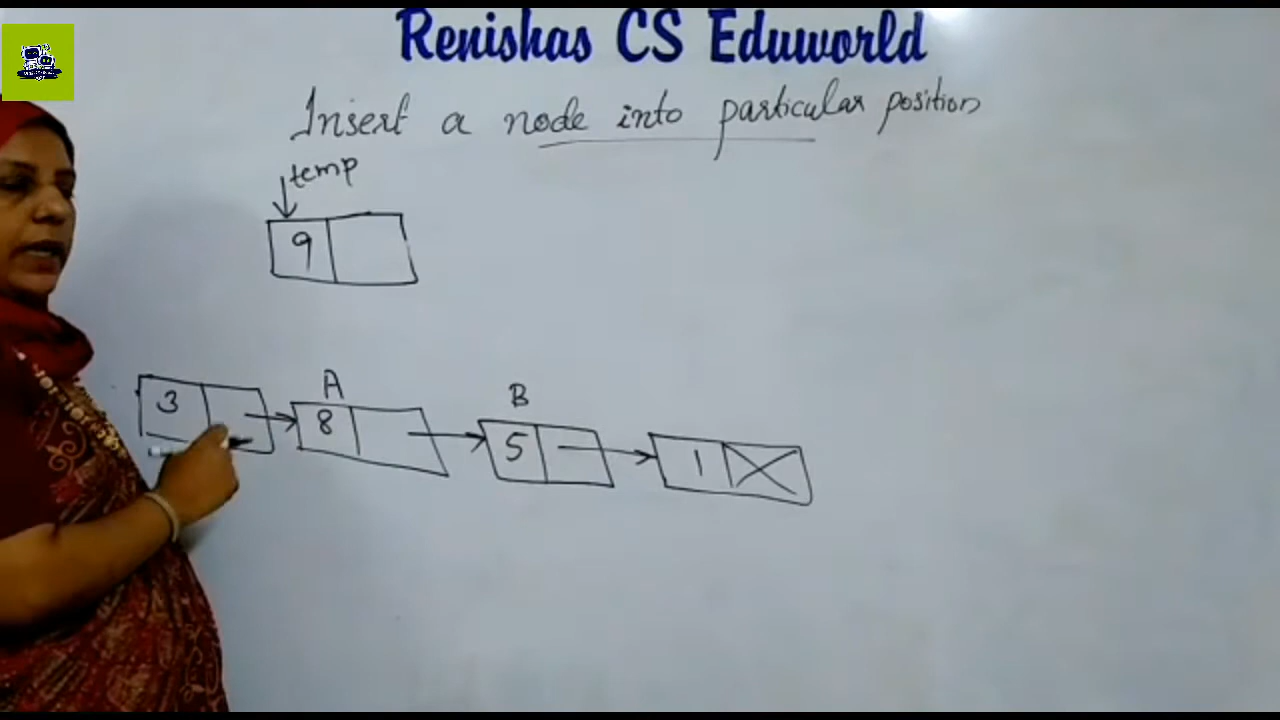 Renishas CS Eduworld
Insert a node into particular position
temp
9
A
B
3
8
5
1